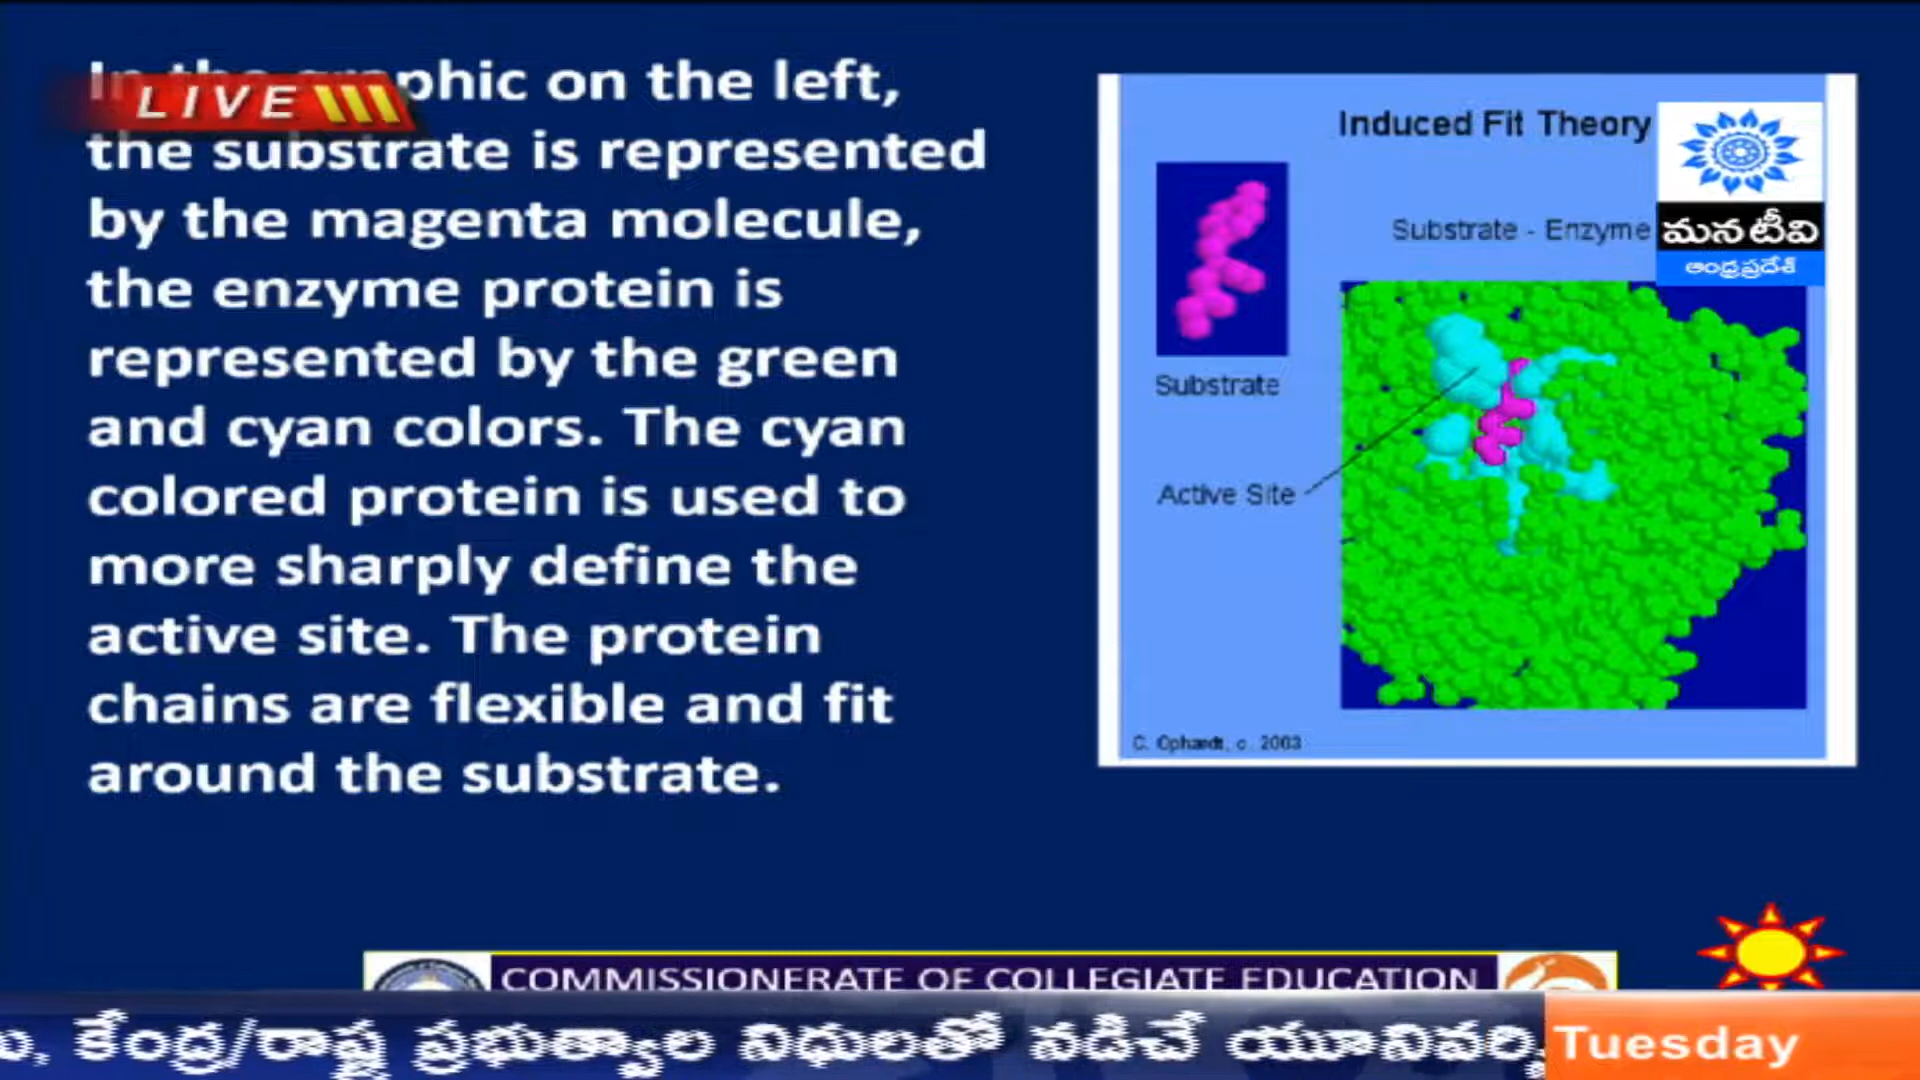 In the graphic on the left,
LIVE
the substrate is represented
by the magenta molecule,
the enzyme protein is
represented by the green
and cyan colors. The cyan
colored protein is used to
more sharply define the
active site. The protein
chains are flexible and fit
around the substrate.
Induced Fit Theory
Substrate - Enzyme
మన టీవి
ఆంధ్రప్రదేశ్
Substrate
Active Site
C. Ophardt, c. 2003
COMMISSIONERATE OF COLLEGIATE EDUCATION
కేంద్ర/రాష్ట్ర ప్రభుత్వాల నిధులతో నడిచే
Tuesday